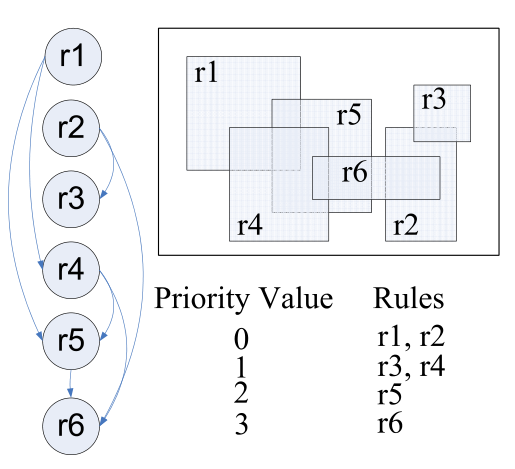 r1
r2
r3
r4
r5
r6
r1
r3
r5
r6
r4
r2
Priority Value Rules
0 r1, r2
1 r3, r4
2 r5
3 r6